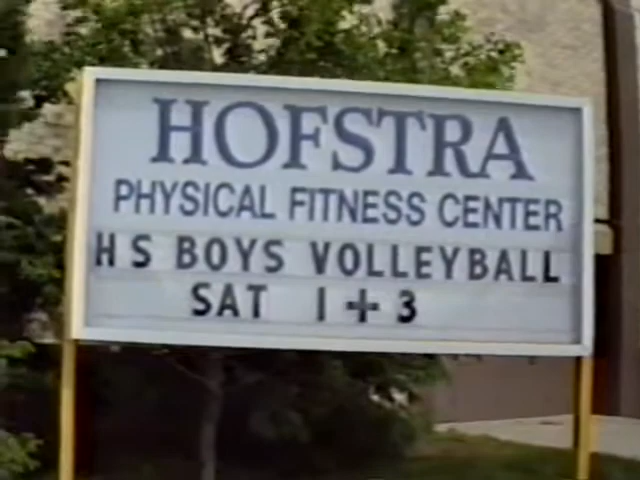 HOFSTRA
PHYSICAL FITNESS CENTER
H S BOYS VOLLEYBALL
SAT 1 + 3